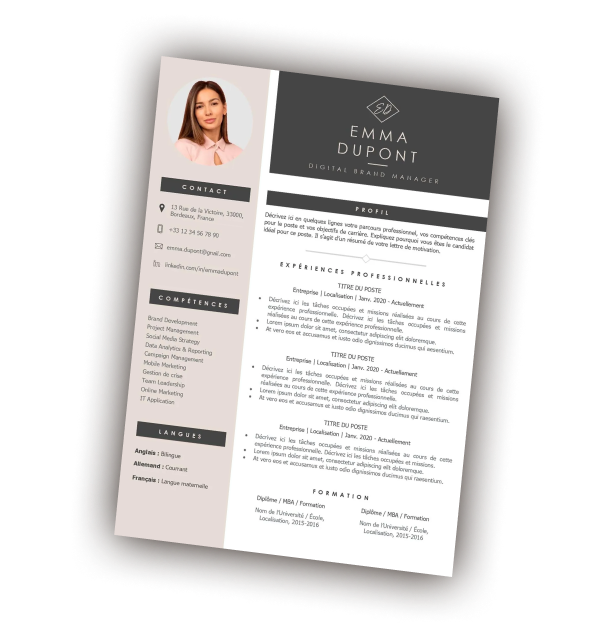 CONTACT
13 Rue de la Victoire, 33000,
Bordeaux, France
+33 12 34 56 78 90
emma.dupont@gmail.com
linkedin.com/in/emmadupont
COMPÉTENCES
Brand Development
Project Management
Social Media Strategy
Data Analytics & Reporting
Campaign Management
Mobile Marketing
Gestion de crise
Team Leadership
Online Marketing
IT Application
LANGUES
Anglais : Bilingue
Allemand : Courant
Français : Langue maternelle
ED
EMMA
DUPONT
DIGITAL BRAND MANAGER
PROFIL
Décrivez ici en quelques lignes votre parcours professionnel, vos compétences clés
pour le poste et vos objectifs de carrière. Expliquez pourquoi vous êtes le candidat
idéal pour ce poste. Il s'agit d'un résumé de votre lettre de motivation.
EXPÉRIENCES PROFESSIONNELLES
TITRE DU POSTE
Entreprise | Localisation | Janv. 2020 - Actuellement
• Décrivez ici les tâches occupées et missions réalisées au cours de cette
expérience professionnelle. Décrivez ici les tâches occupées et missions
réalisées au cours de cette expérience professionnelle.
• Lorem ipsum dolor sit amet, consectetur adipiscing elit doloremque.
• At vero eos et accusamus et iusto odio dignissimos ducimus qui aesentium.
TITRE DU POSTE
Entreprise | Localisation | Janv. 2020 - Actuellement
• Décrivez ici les tâches occupées et missions réalisées au cours de cette
expérience professionnelle. Décrivez ici les tâches occupées et missions
réalisées au cours de cette expérience professionnelle.
• Lorem ipsum dolor sit amet, consectetur adipiscing elit doloremque.
• At vero eos et accusamus et iusto odio dignissimos ducimus qui raesentium.
TITRE DU POSTE
Entreprise | Localisation | Janv. 2020 - Actuellement
• Décrivez ici les tâches occupées et missions réalisées au cours de cette
expérience professionnelle. Décrivez ici les tâches occupées et missions.
• Lorem ipsum dolor sit amet, consectetur adipiscing elit doloremque.
• At vero eos et accusamus et iusto odio dignissimos ducimus qui raesentium.
FORMATION
Diplôme / MBA / Formation
Nom de l'Université / École,
Localisation, 2015-2016
Diplôme / MBA / Formation
Nom de l'Université / École,
Localisation, 2015-2016